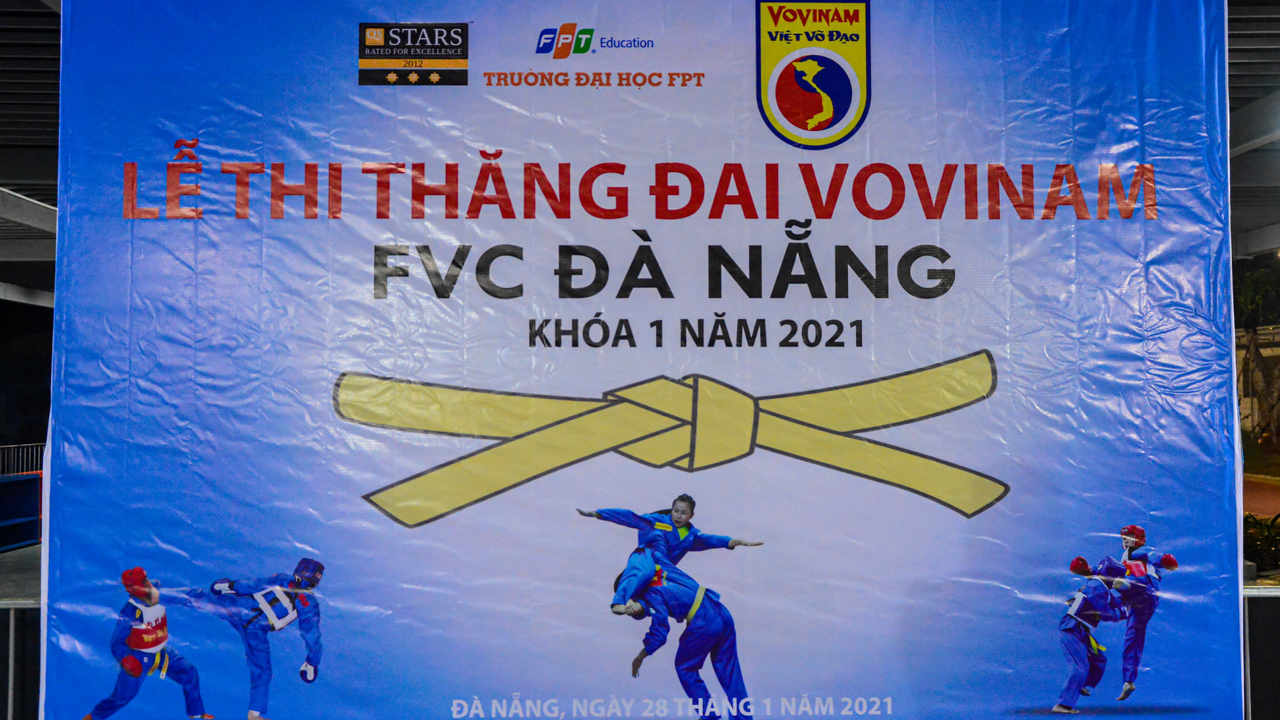 QS STARS
RATED FOR EXCELLENCE
2012
FPT Education
TRƯỜNG ĐẠI HỌC FPT
VOVINAM
VIỆT VÕ ĐẠO
LỄ THI THĂNG ĐAI VOVINAM
FVC ĐÀ NẴNG
KHÓA 1 NĂM 2021
ĐÀ NẴNG, NGÀY 28 THÁNG 1 NĂM 2021